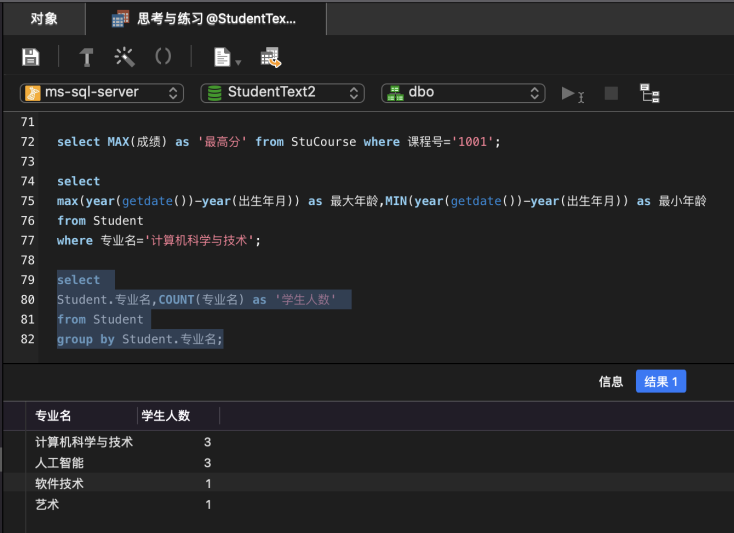 对象
思考与练习@StudentTex...
ms-sql-server
StudentText2
dbo
71
72 select MAX(成绩) as '最高分' from StuCourse where 课程号='1001';
73
74 select
75 max(year(getdate())-year(出生年月)) as 最大年龄,MIN(year(getdate())-year(出生年月)) as 最小年龄
76 from Student
77 where 专业名='计算机科学与技术';
78
79 select
80 Student.专业名,COUNT(专业名) as '学生人数'
81 from Student
82 group by Student.专业名;
信息 结果 1
专业名 学生人数
计算机科学与技术 3
人工智能 3
软件技术 1
艺术 1